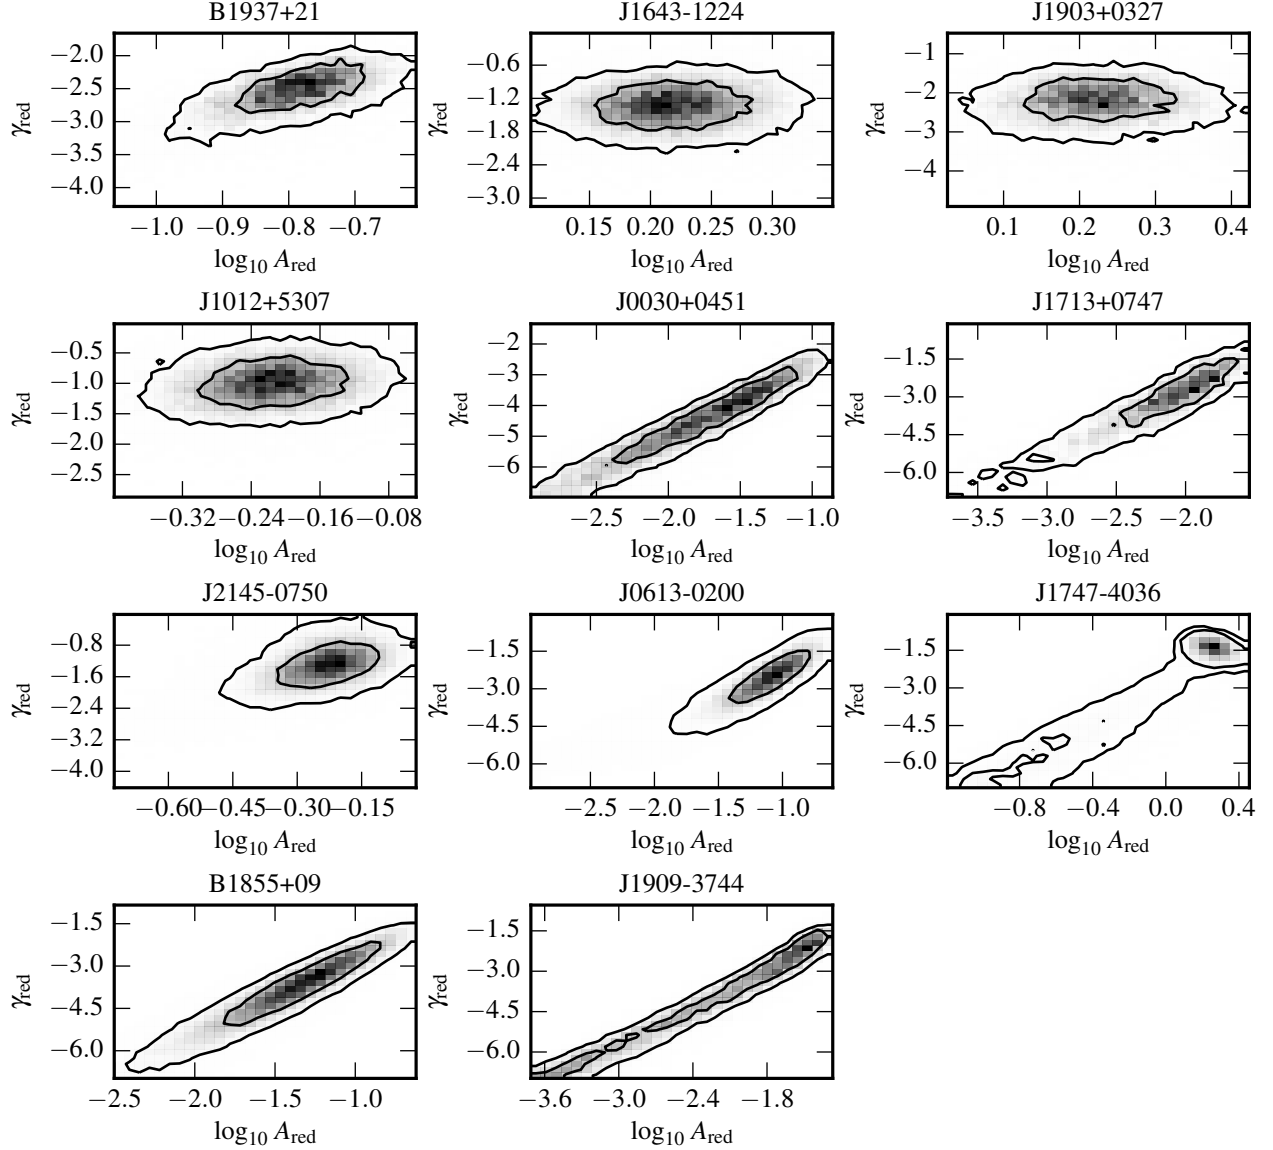 B1937+21
J1643-1224
J1903+0327
γred
−2.0
−2.5
−3.0
−3.5
−4.0
−1.0 −0.9 −0.8 −0.7
log10 Ared
γred
−0.6
−1.2
−1.8
−2.4
−3.0
0.15 0.20 0.25 0.30
log10 Ared
γred
−1
−2
−3
−4
0.1 0.2 0.3 0.4
log10 Ared
J1012+5307
J0030+0451
J1713+0747
γred
−0.5
−1.0
−1.5
−2.0
−2.5
−0.32 −0.24 −0.16 −0.08
log10 Ared
γred
−2
−3
−4
−5
−6
−2.5 −2.0 −1.5 −1.0
log10 Ared
γred
−1.5
−3.0
−4.5
−6.0
−3.5 −3.0 −2.5 −2.0
log10 Ared
J2145-0750
J0613-0200
J1747-4036
γred
−0.8
−1.6
−2.4
−3.2
−4.0
−0.60 −0.45 −0.30 −0.15
log10 Ared
γred
−1.5
−3.0
−4.5
−6.0
−2.5 −2.0 −1.5 −1.0
log10 Ared
γred
−1.5
−3.0
−4.5
−6.0
−0.8 −0.4 0.0 0.4
log10 Ared
B1855+09
J1909-3744
γred
−1.5
−3.0
−4.5
−6.0
−2.5 −2.0 −1.5 −1.0
log10 Ared
γred
−1.5
−3.0
−4.5
−6.0
−3.6 −3.0 −2.4 −1.8
log10 Ared